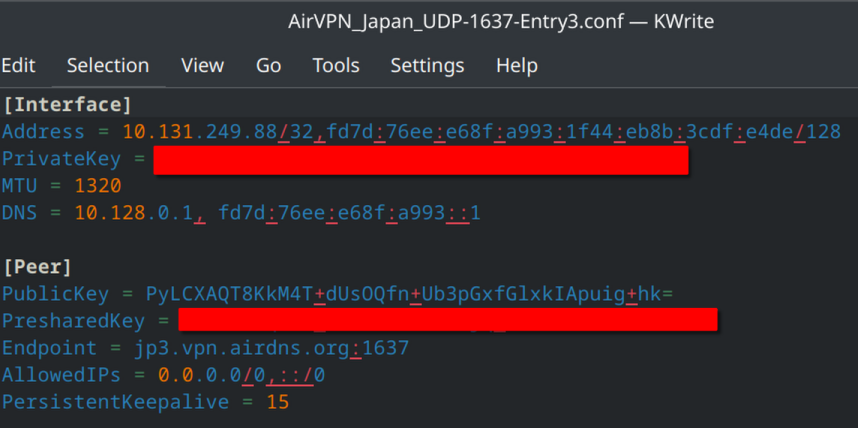 AirVPN_Japan_UDP-1637-Entry3.conf — KWrite
Edit Selection View Go Tools Settings Help
[Interface]
Address = 10.131.249.88/32,fd7d:76ee:e68f:a993:1f44:eb8b:3cdf:e4de/128
PrivateKey =
MTU = 1320
DNS = 10.128.0.1, fd7d:76ee:e68f:a993::1
[Peer]
PublicKey = PyLCXAQT8KkM4T+dUsOQfn+Ub3pGxfGlxkIApuig+hk=
PresharedKey =
Endpoint = jp3.vpn.airdns.org:1637
AllowedIPs = 0.0.0.0/0,::/0
PersistentKeepalive = 15